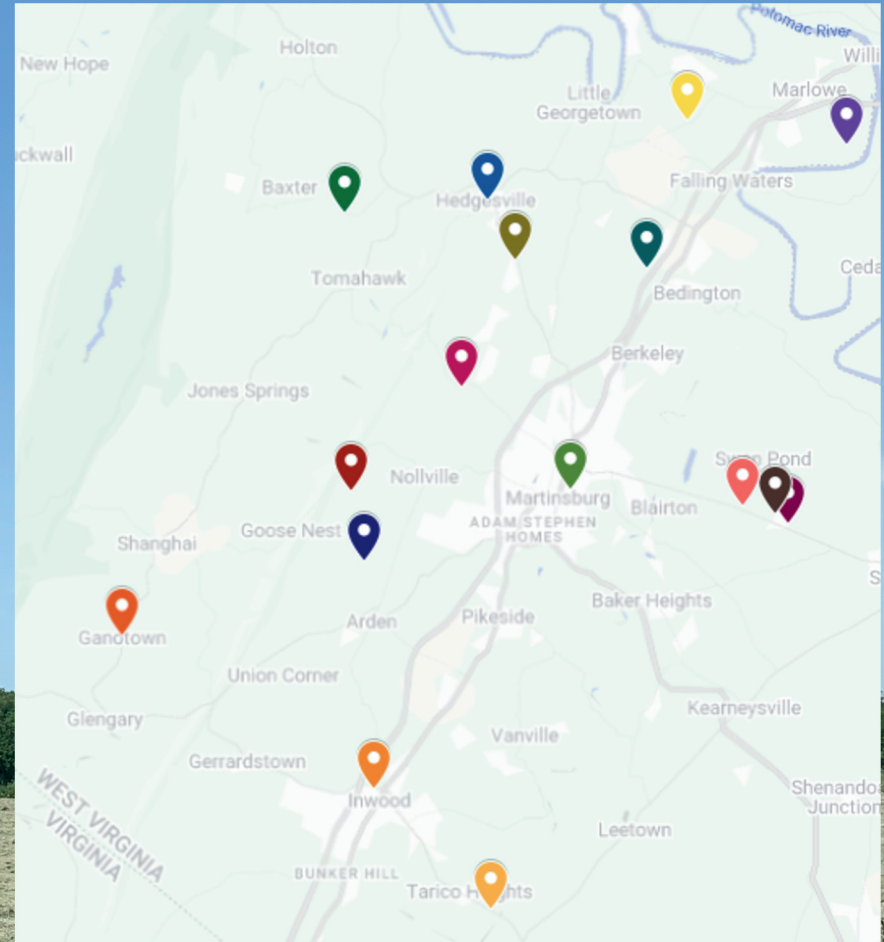 Potomac River
Holton
New Hope
Willi
Marlowe
Little
Georgetown
ckwall
Baxter
Hedgesville
Falling Waters
Ceda
Tomahawk
Bedington
Berkeley
Jones Springs
Swan Pond
Nollville
Martinsburg
Blairton
ADAM STEPHEN
HOMES
Goose Nest
Shanghai
S
Baker Heights
Arden
Pikeside
Ganotown
Union Corner
Glengary
Kearneysville
Vanville
Gerrardstown
WEST VIRGINIA
VIRGINIA
Shenando
Junction
Inwood
Leetown
BUNKER HILL
Tarico Heights